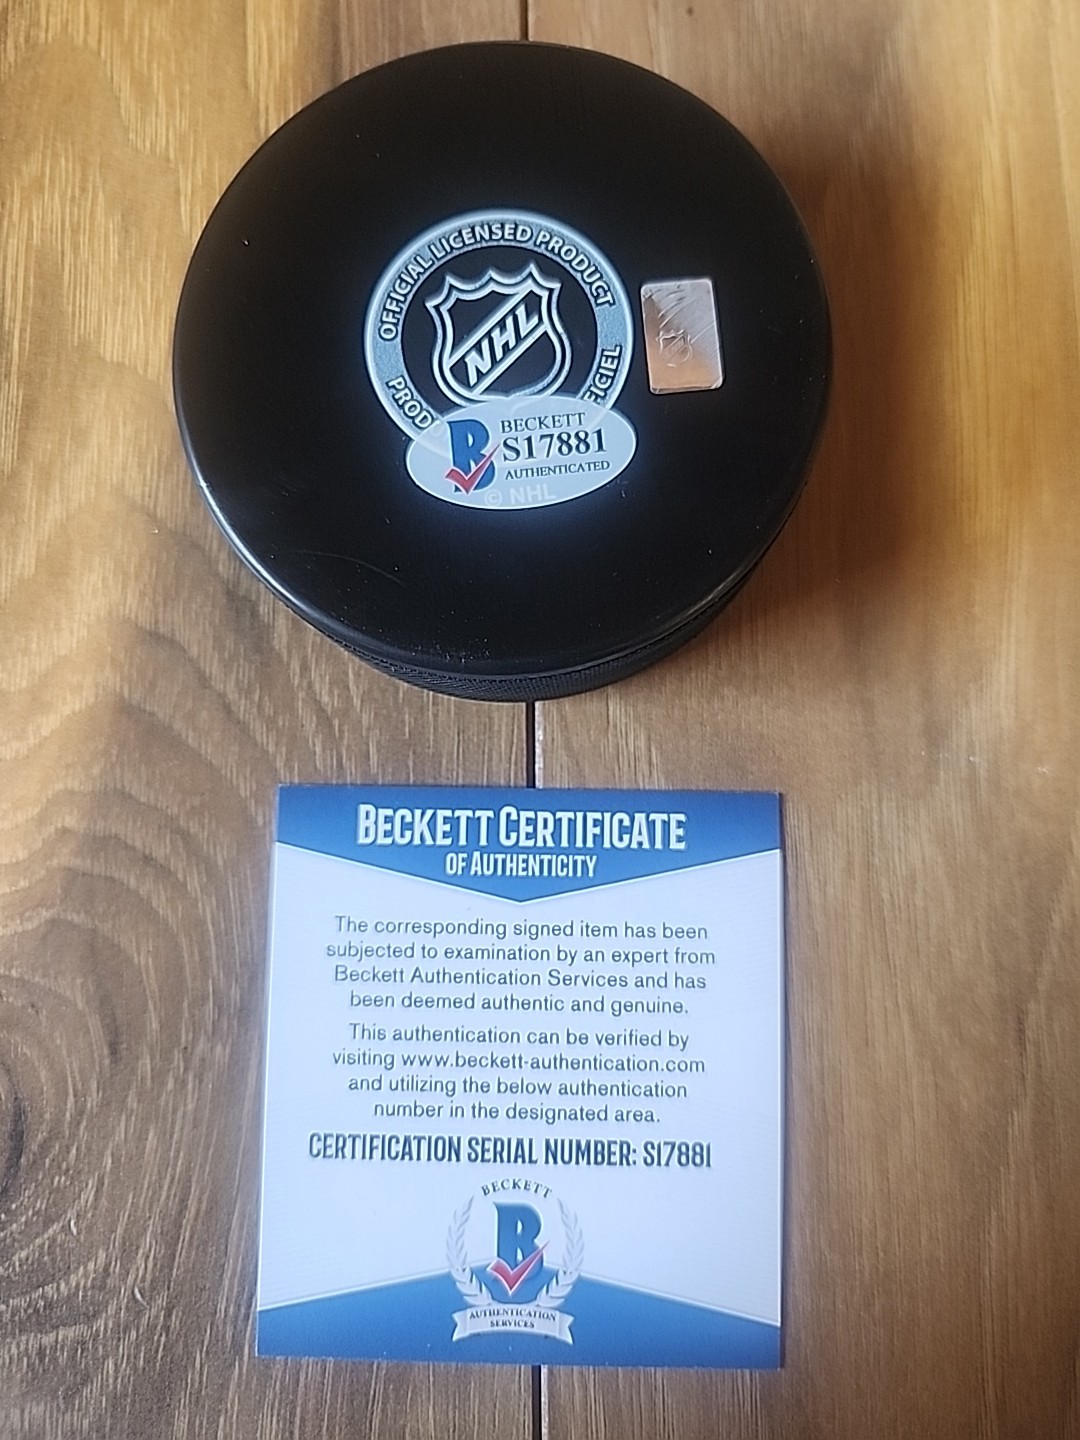 OFFICIAL LICENSED PRODUCT
NHL
PROD
FICIEL
BECKETT
S17881
AUTHENTICATED
© NHL
BECKETT CERTIFICATE
OF AUTHENTICITY
The corresponding signed item has been
subjected to examination by an expert from
Beckett Authentication Services and has
been deemed authentic and genuine.
This authentication can be verified by
visiting www.beckett-authentication.com
and utilizing the below authentication
number in the designated area.
CERTIFICATION SERIAL NUMBER: S17881
BECKETT
B
AUTHENTICATION
SERVICES